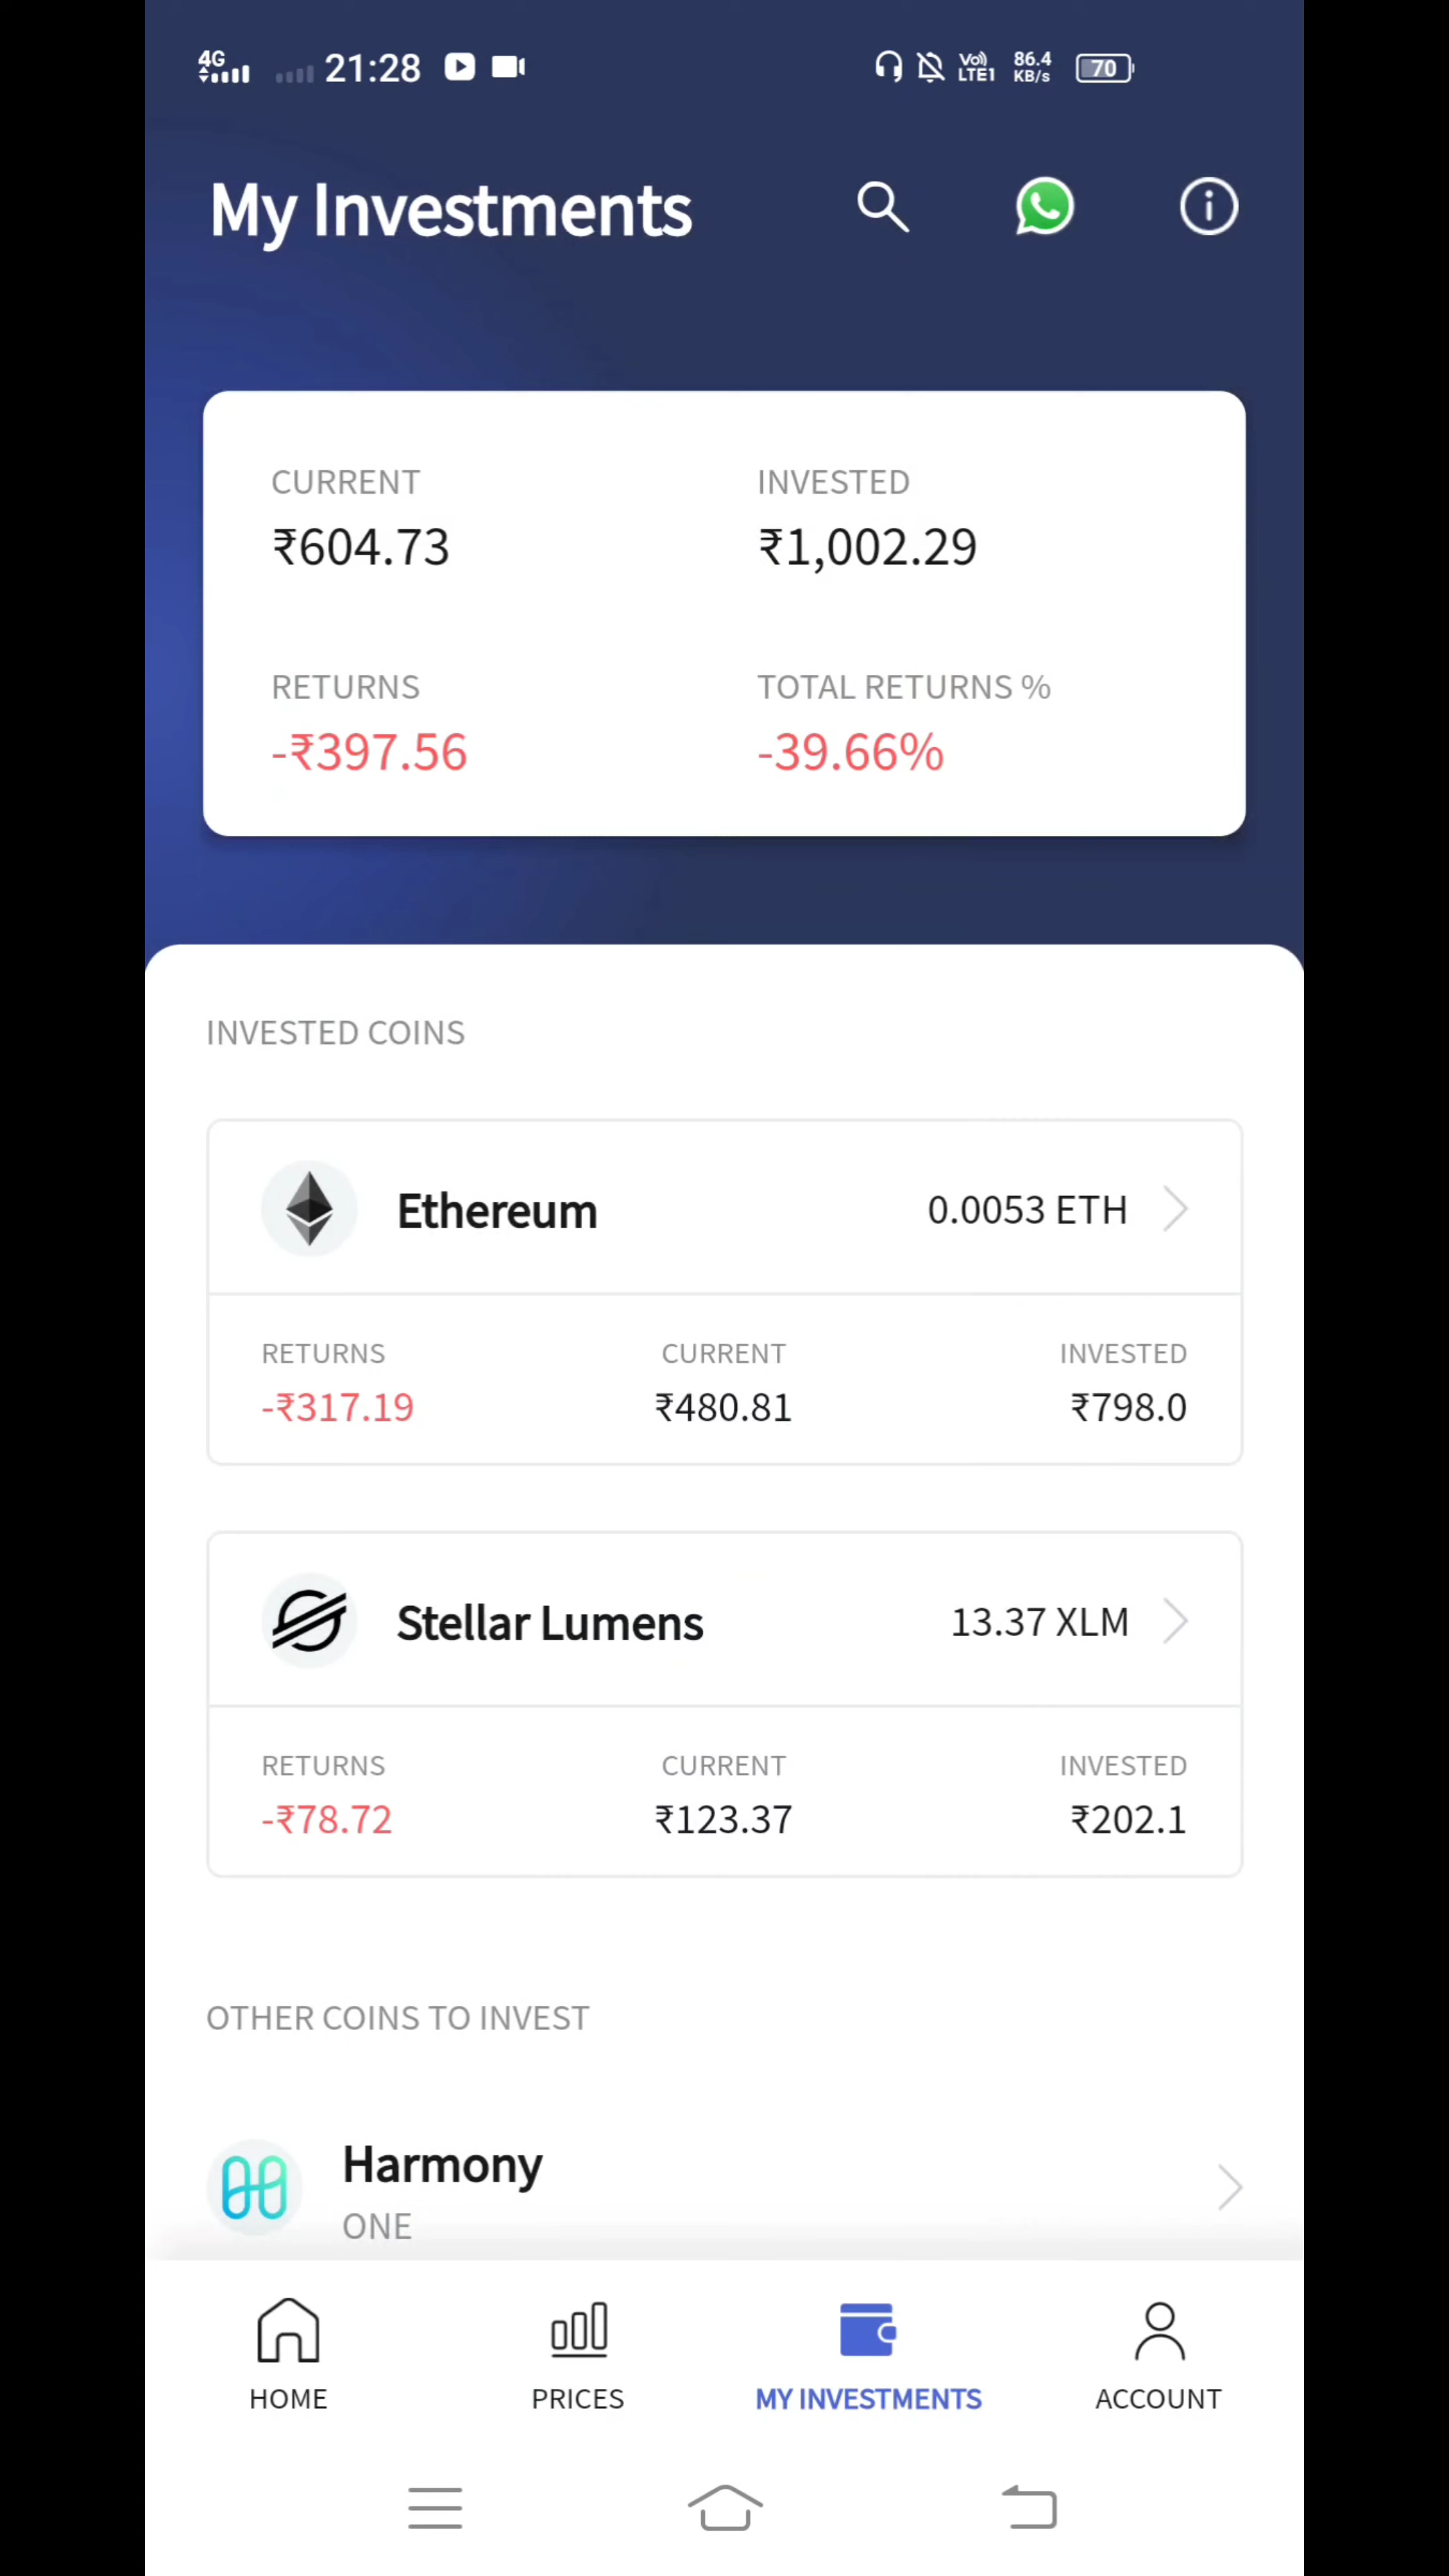 4G 21:28 Vo) LTE1 86.4 KB/s 70
My Investments
CURRENT INVESTED
₹604.73 ₹1,002.29
RETURNS TOTAL RETURNS %
-₹397.56 -39.66%
INVESTED COINS
Ethereum 0.0053 ETH
RETURNS CURRENT INVESTED
-₹317.19 ₹480.81 ₹798.0
Stellar Lumens 13.37 XLM
RETURNS CURRENT INVESTED
-₹78.72 ₹123.37 ₹202.1
OTHER COINS TO INVEST
Harmony
ONE
HOME PRICES MY INVESTMENTS ACCOUNT